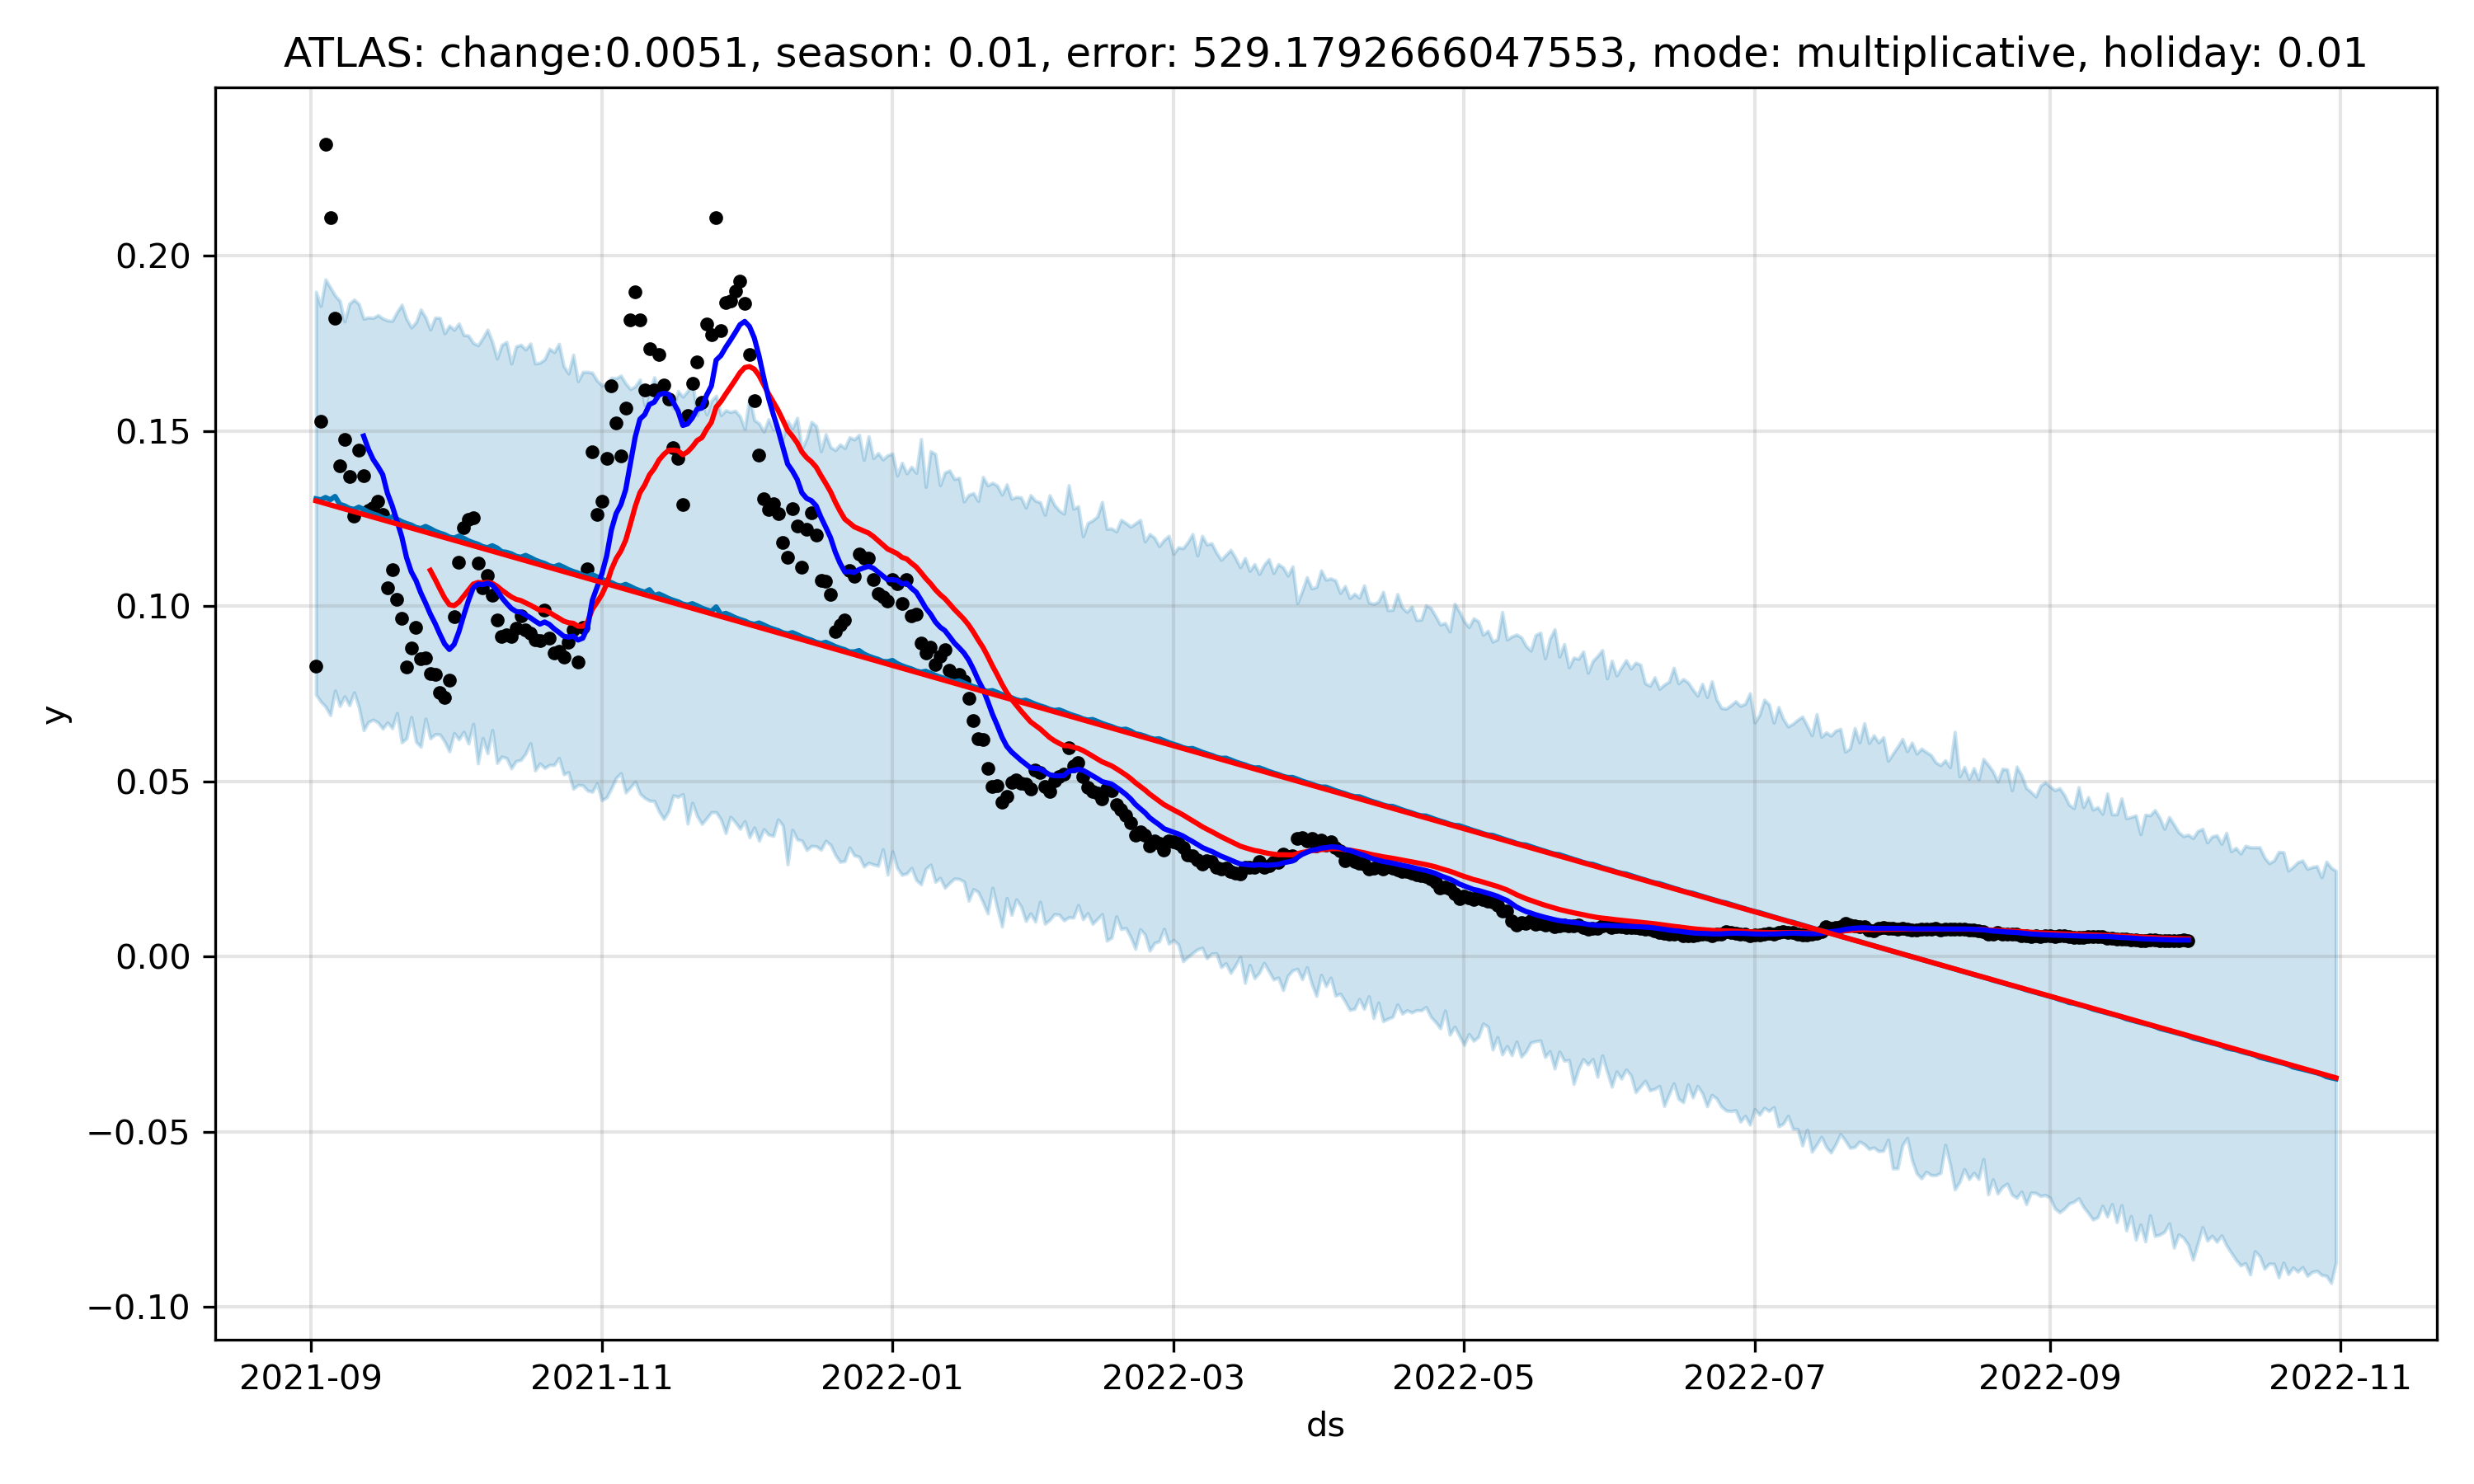 ATLAS: change:0.0051, season: 0.01, error: 529.1792666047553, mode: multiplicative, holiday: 0.01
0.20
0.15
0.10
0.05
0.00
−0.05
−0.10
y
2021-09 2021-11 2022-01 2022-03 2022-05 2022-07 2022-09 2022-11
ds